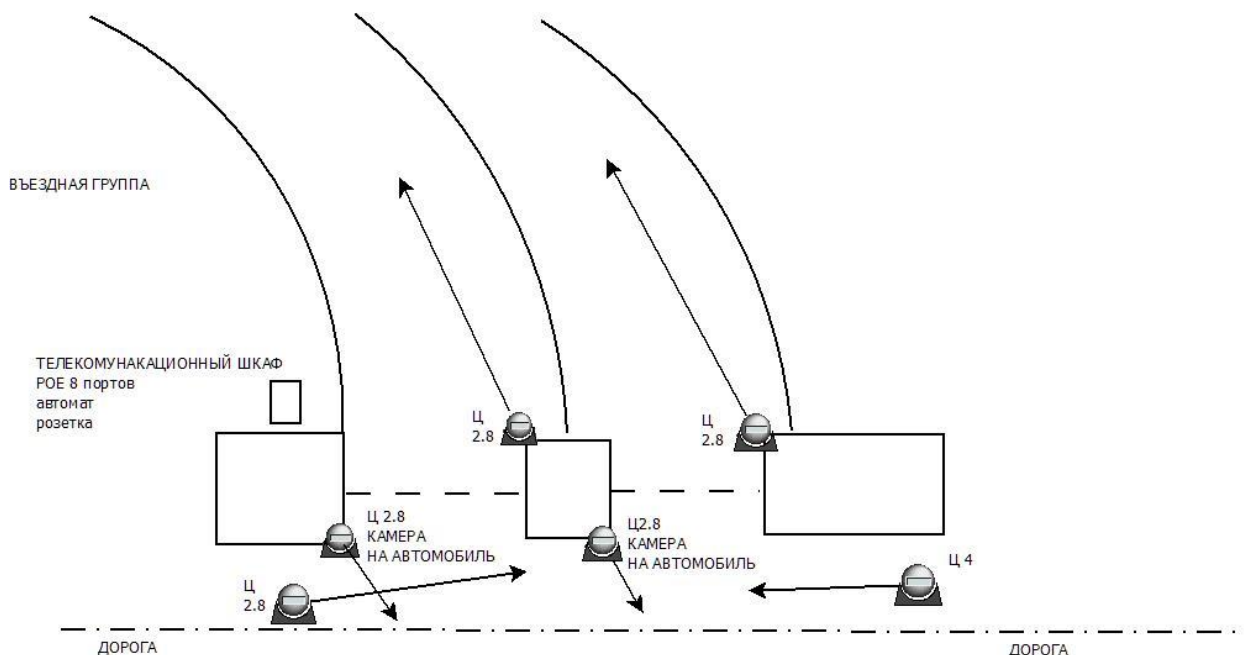 ВЪЕЗДНАЯ ГРУППА
ТЕЛЕКОМУНАКАЦИОННЫЙ ШКАФ
POE 8 портов
автомат
розетка
Ц
2.8
Ц
2.8
Ц 2.8
КАМЕРА
НА АВТОМОБИЛЬ
Ц2.8
КАМЕРА
НА АВТОМОБИЛЬ
Ц 4
Ц
2.8
ДОРОГА
ДОРОГА